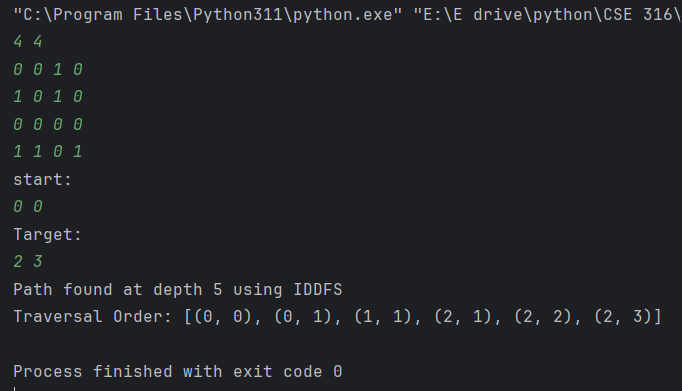 "C:\Program Files\Python311\python.exe" "E:\E drive\python\CSE 316\
4 4
0 0 1 0
1 0 1 0
0 0 0 0
1 1 0 1
start:
0 0
Target:
2 3
Path found at depth 5 using IDDFS
Traversal Order: [(0, 0), (0, 1), (1, 1), (2, 1), (2, 2), (2, 3)]
Process finished with exit code 0